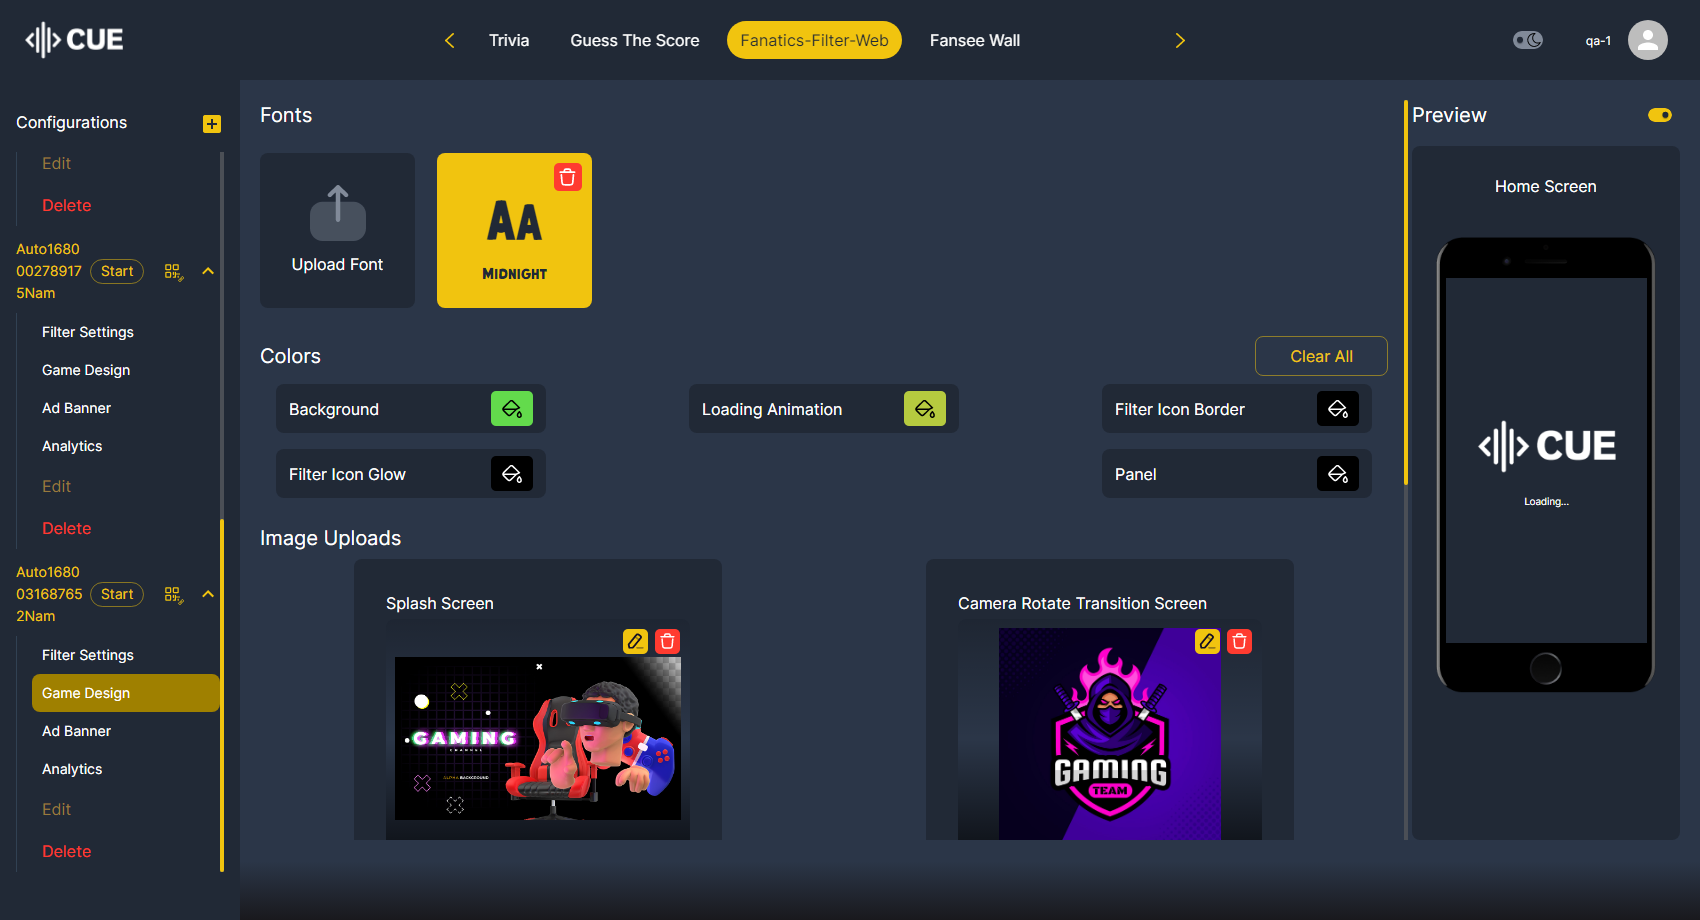 CUE
Trivia
Guess The Score
Fanatics-Filter-Web
Fansee Wall
qa-1
Configurations
Edit
Delete
Auto1680
00278917
5Nam
Start
Filter Settings
Game Design
Ad Banner
Analytics
Edit
Delete
Auto1680
03168765
2Nam
Start
Filter Settings
Game Design
Ad Banner
Analytics
Edit
Delete
Fonts
Upload Font
AA
MIDNIGHT
Colors
Clear All
Background
Loading Animation
Filter Icon Border
Filter Icon Glow
Panel
Image Uploads
Splash Screen
GAMING
CHANNEL
ALPHA BACKGROUND
Camera Rotate Transition Screen
GAMING
TEAM
Preview
Home Screen
CUE
Loading...